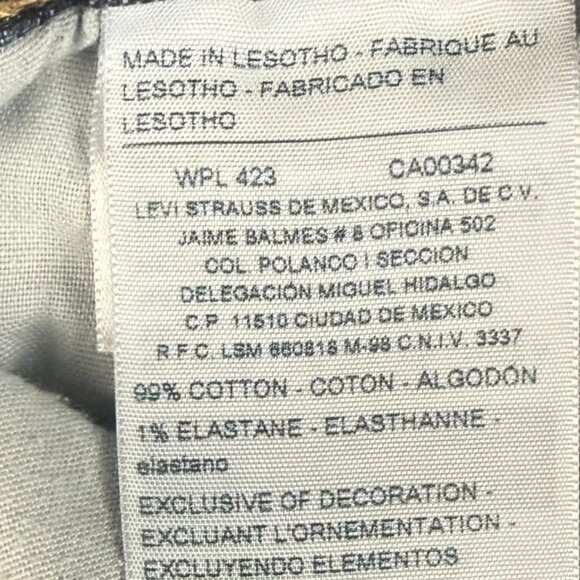 MADE IN LESOTHO - FABRIQUE AU
LESOTHO - FABRICADO EN
LESOTHO
WPL 423 CA00342
LEVI STRAUSS DE MEXICO, S.A. DE C.V.
JAIME BALMES # 8 OFICINA 502
COL. POLANCO I SECCION
DELEGACIÓN MIGUEL HIDALGO
C.P. 11510 CIUDAD DE MEXICO
R.F.C. LSM 660818 M-98 C.N.I.V. 3337
99% COTTON - COTON - ALGODÓN
1% ELASTANE - ELASTHANNE -
elastano
EXCLUSIVE OF DECORATION -
EXCLUANT L'ORNEMENTATION -
EXCLUYENDO ELEMENTOS